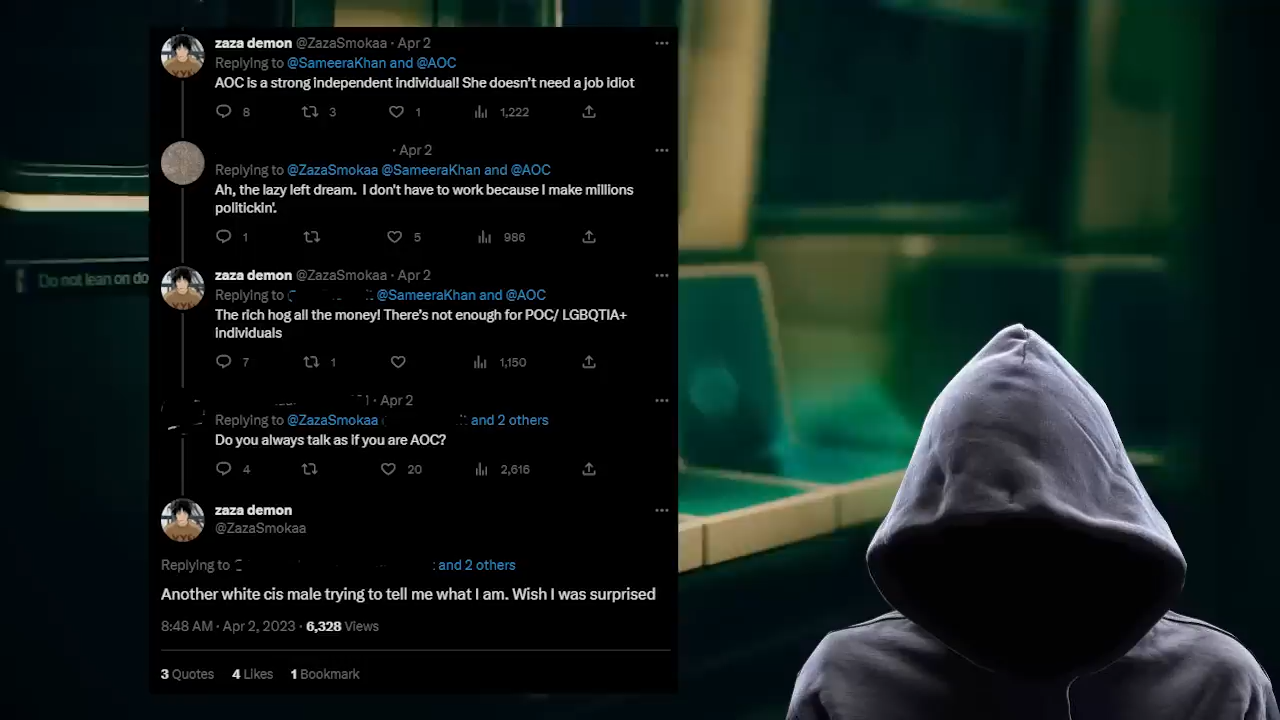 zaza demon @ZazaSmokaa · Apr 2
Replying to @SameeraKhan and @AOC
AOC is a strong independent individual! She doesn't need a job idiot
8 3 1 1,222
· Apr 2
Replying to @ZazaSmokaa @SameeraKhan and @AOC
Ah, the lazy left dream. I don't have to work because I make millions
politickin'.
1 5 986
zaza demon @ZazaSmokaa · Apr 2
Replying to @SameeraKhan and @AOC
The rich hog all the money! There's not enough for POC/ LGBQTIA+
individuals
7 1 1,150
· Apr 2
Replying to @ZazaSmokaa and 2 others
Do you always talk as if you are AOC?
4 20 2,616
zaza demon
@ZazaSmokaa
Replying to and 2 others
Another white cis male trying to tell me what I am. Wish I was surprised
8:48 AM · Apr 2, 2023 · 6,328 Views
3 Quotes 4 Likes 1 Bookmark
Do not lean on do